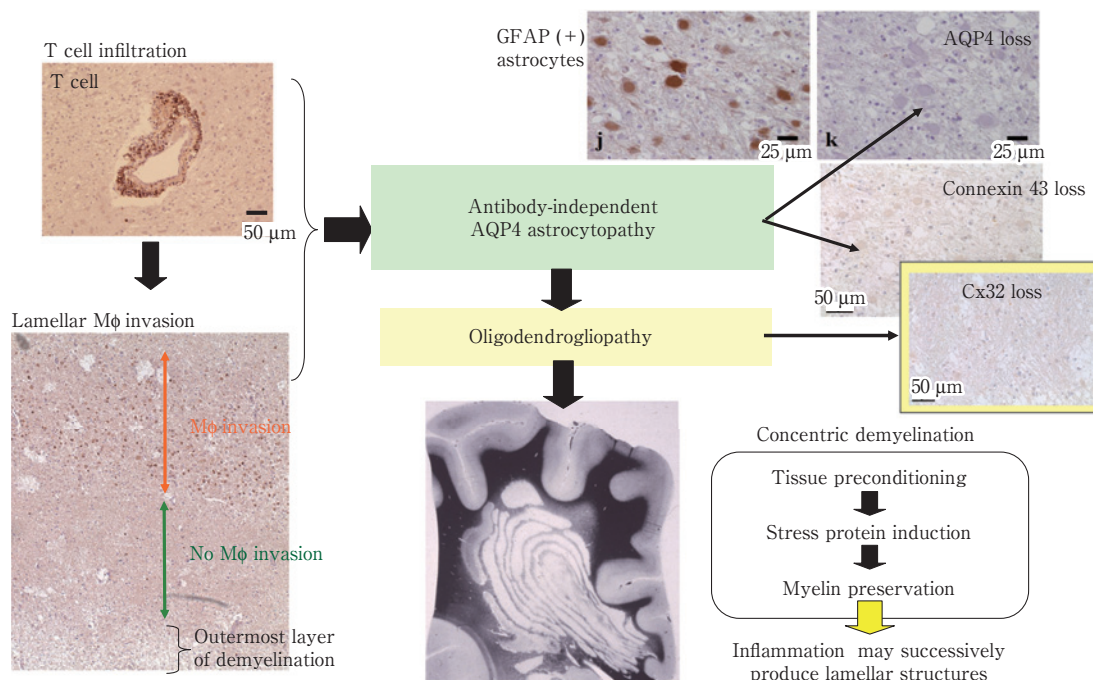 T cell infiltration
T cell
50 µm
Lamellar Mϕ invasion
Mϕ invasion
No Mϕ invasion
Outermost layer
of demyelination
GFAP (+)
astrocytes
j
25 µm
AQP4 loss
k
25 µm
Antibody-independent
AQP4 astrocytopathy
Connexin 43 loss
50 µm
Cx32 loss
50 µm
Oligodendrogliopathy
Concentric demyelination
Tissue preconditioning
Stress protein induction
Myelin preservation
Inflammation may successively
produce lamellar structures